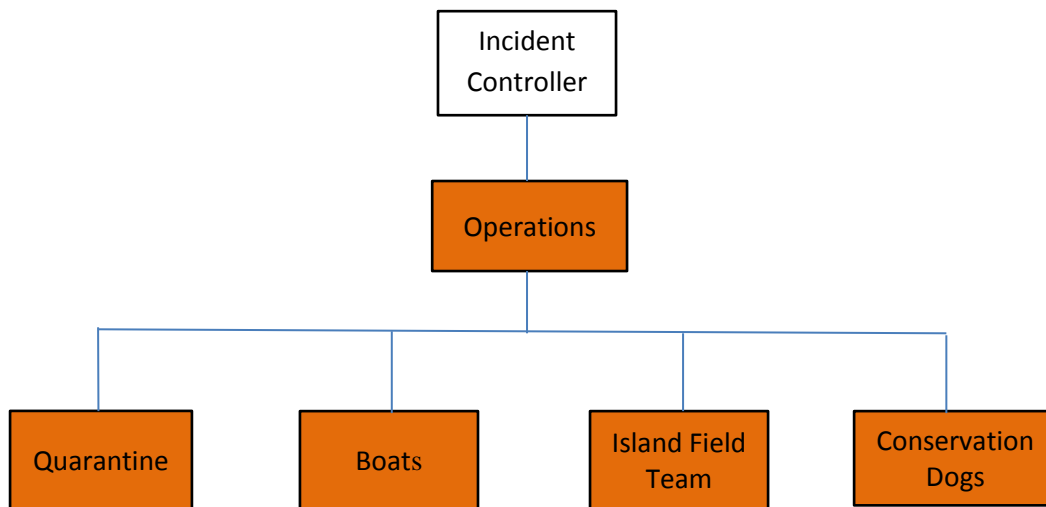 Incident
Controller
Operations
Quarantine
Boats
Island Field
Team
Conservation
Dogs